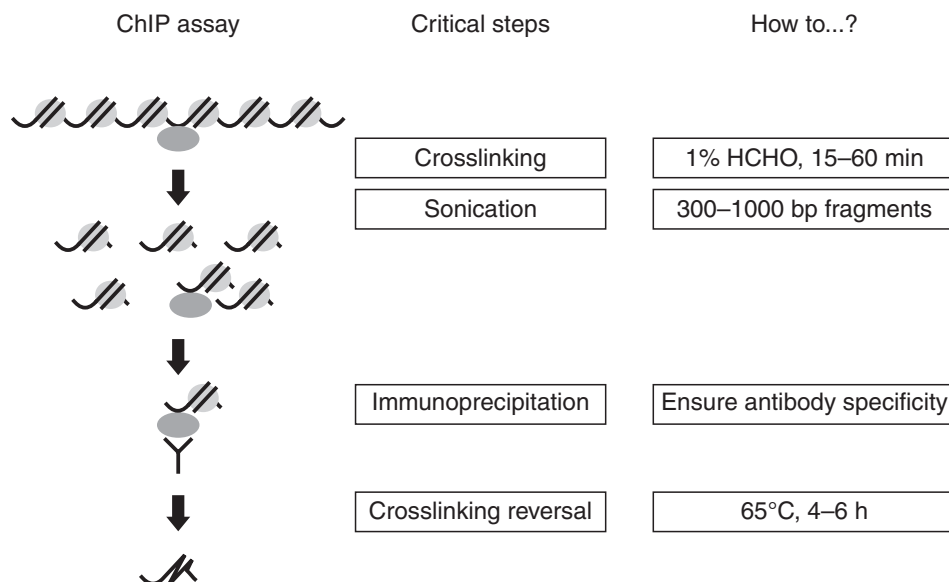 ChIP assay Critical steps How to...?
Crosslinking 1% HCHO, 15–60 min
Sonication 300–1000 bp fragments
Immunoprecipitation Ensure antibody specificity
Crosslinking reversal 65°C, 4–6 h